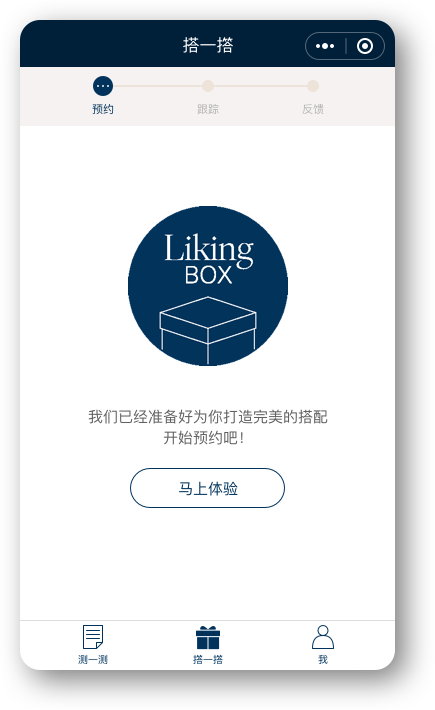 搭一搭
预约
跟踪
反馈
Liking
BOX
我们已经准备好为你打造完美的搭配
开始预约吧！
马上体验
测一测
搭一搭
我